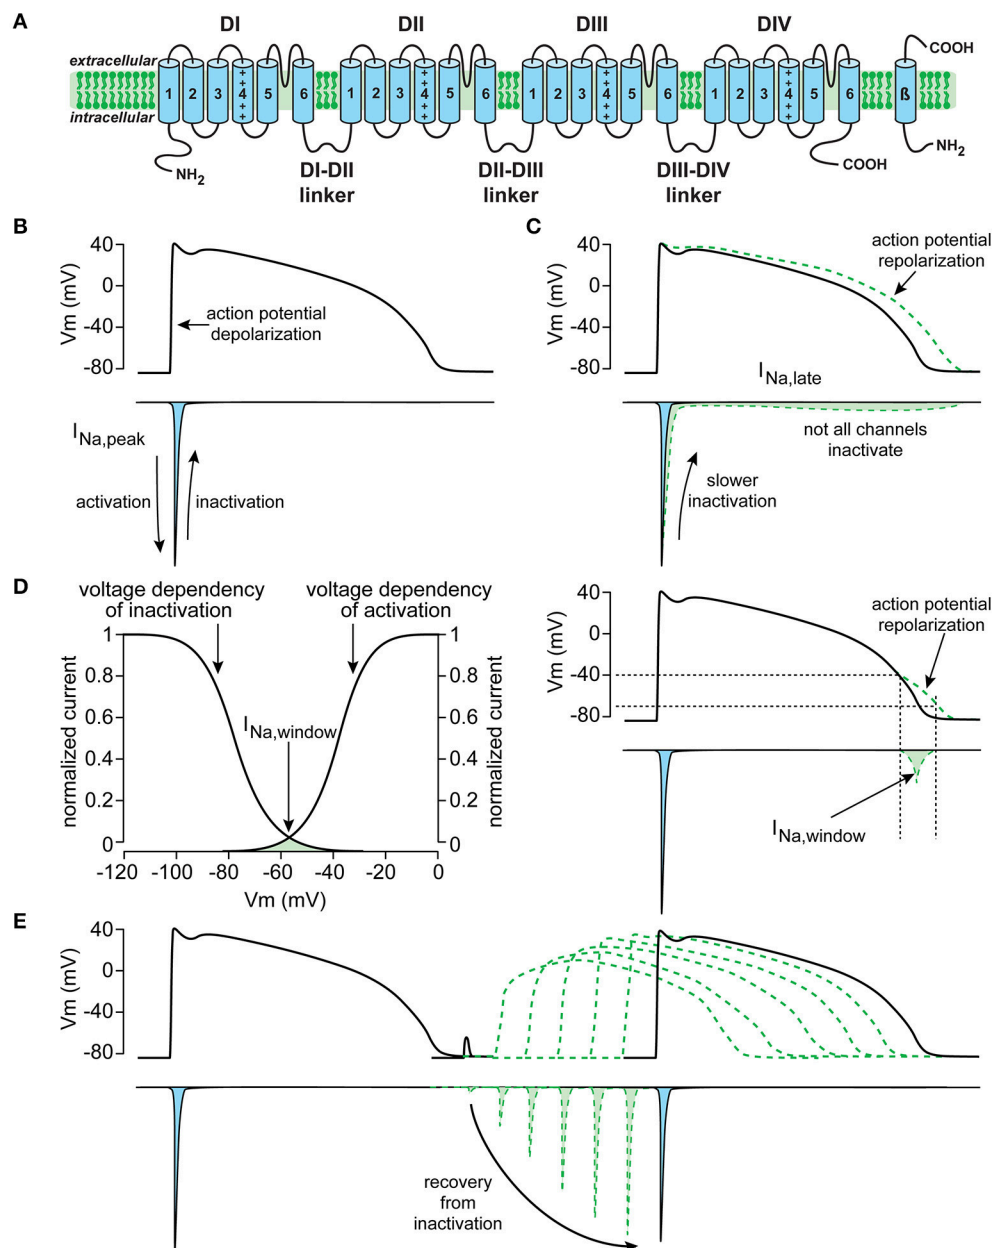 A
DI
DII
DIII
DIV
extracellular
COOH
1 2 3 +4+ 5 6 1 2 3 +4+ 5 6 1 2 3 +4+ 5 6 1 2 3 +4+ 5 6 ß
intracellular
NH2
DI-DII
linker
DII-DIII
linker
DIII-DIV
linker
COOH
NH2
B
40
0
-40
-80
Vm (mV)
action potential
depolarization
INa,peak
activation
inactivation
C
40
0
-40
-80
Vm (mV)
action potential
repolarization
INa,late
not all channels
inactivate
slower
inactivation
D
voltage dependency
of inactivation
voltage dependency
of activation
1
0.8
0.6
0.4
0.2
0
normalized current
INa,window
1
0.8
0.6
0.4
0.2
0
normalized current
-120 -100 -80 -60 -40 -20 0
Vm (mV)
40
0
-40
-80
Vm (mV)
action potential
repolarization
INa,window
E
40
0
-40
-80
Vm (mV)
recovery
from
inactivation